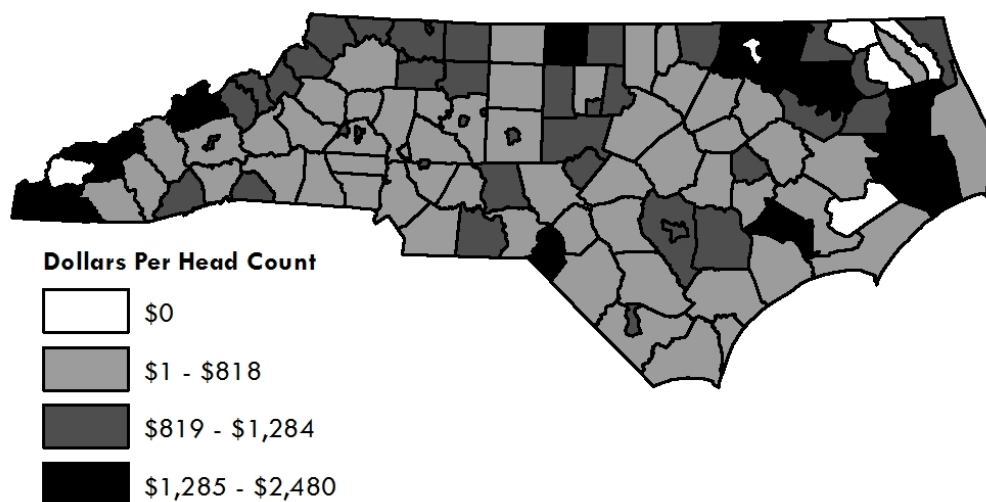 Dollars Per Head Count
$0
$1 - $818
$819 - $1,284
$1,285 - $2,480